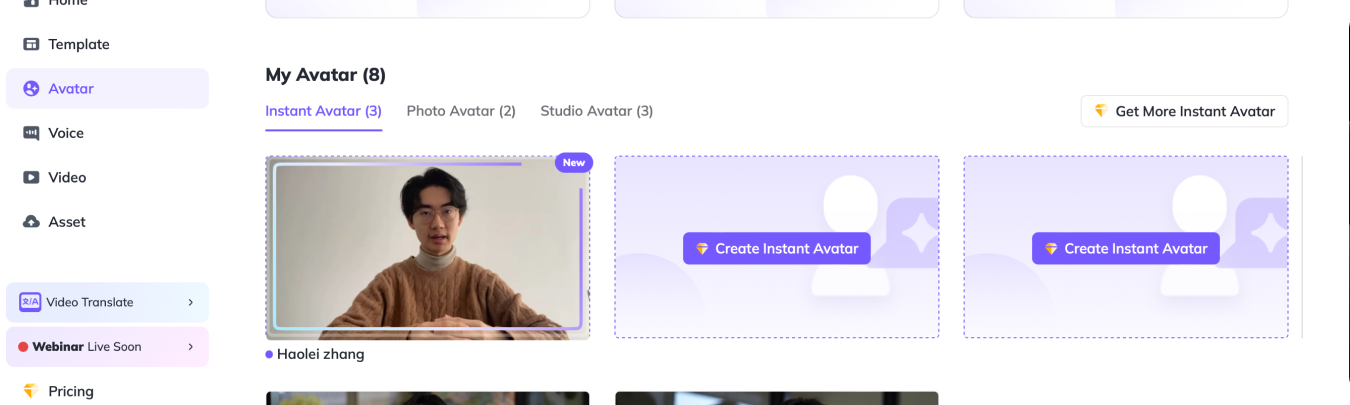 Home
Template
Avatar
Voice
Video
Asset
文/A Video Translate
Webinar Live Soon
Pricing
My Avatar (8)
Instant Avatar (3) Photo Avatar (2) Studio Avatar (3)
Get More Instant Avatar
New
Create Instant Avatar
Create Instant Avatar
Haolei zhang